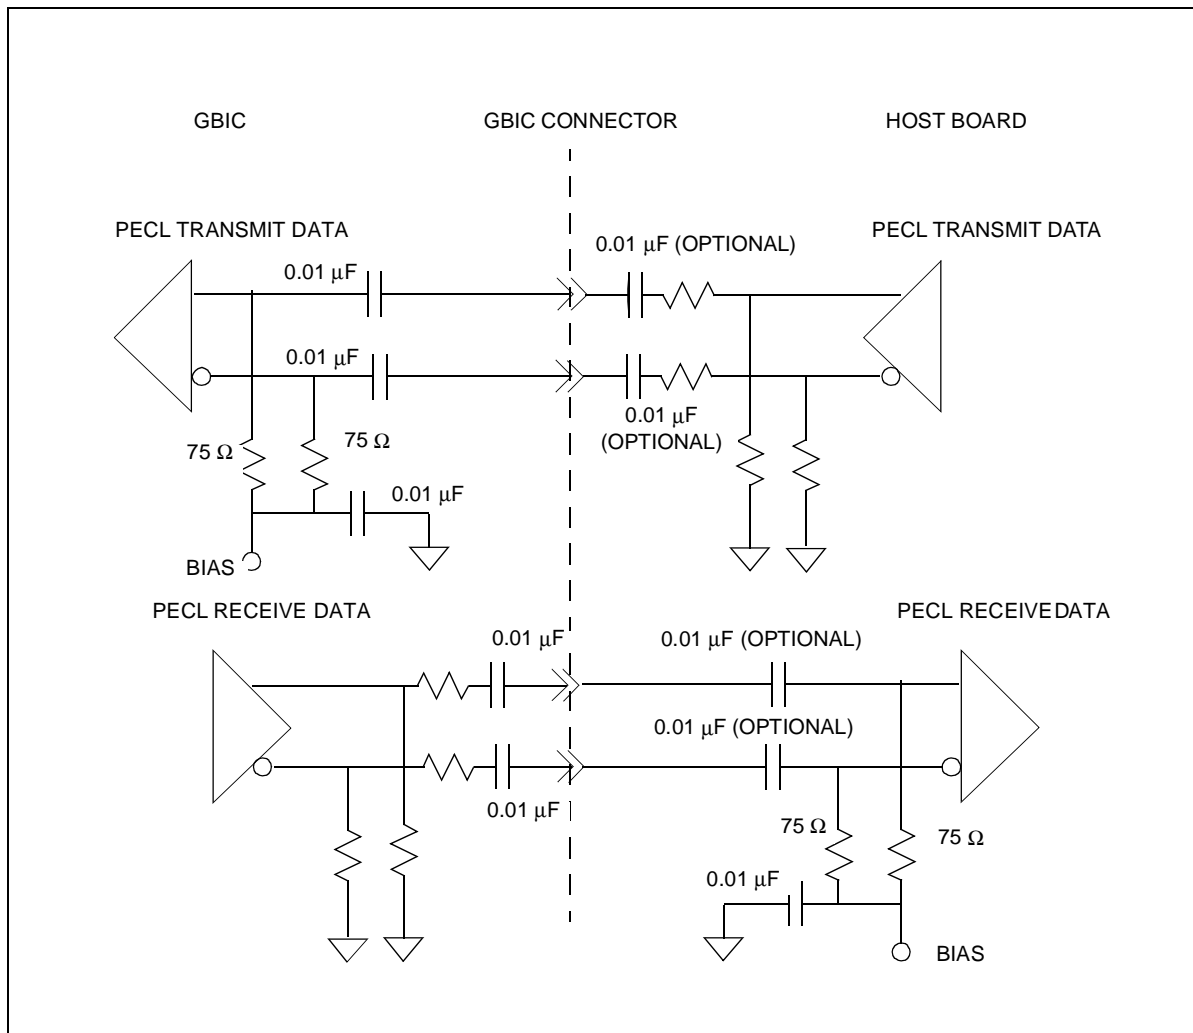 GBIC
GBIC CONNECTOR
HOST BOARD
PECL TRANSMIT DATA
0.01 μF (OPTIONAL)
PECL TRANSMIT DATA
0.01 μF
0.01 μF
0.01 μF
(OPTIONAL)
75 Ω
75 Ω
0.01 μF
BIAS
PECL RECEIVE DATA
PECL RECEIVEDATA
0.01 μF
0.01 μF (OPTIONAL)
0.01 μF (OPTIONAL)
0.01 μF
75 Ω
75 Ω
0.01 μF
BIAS